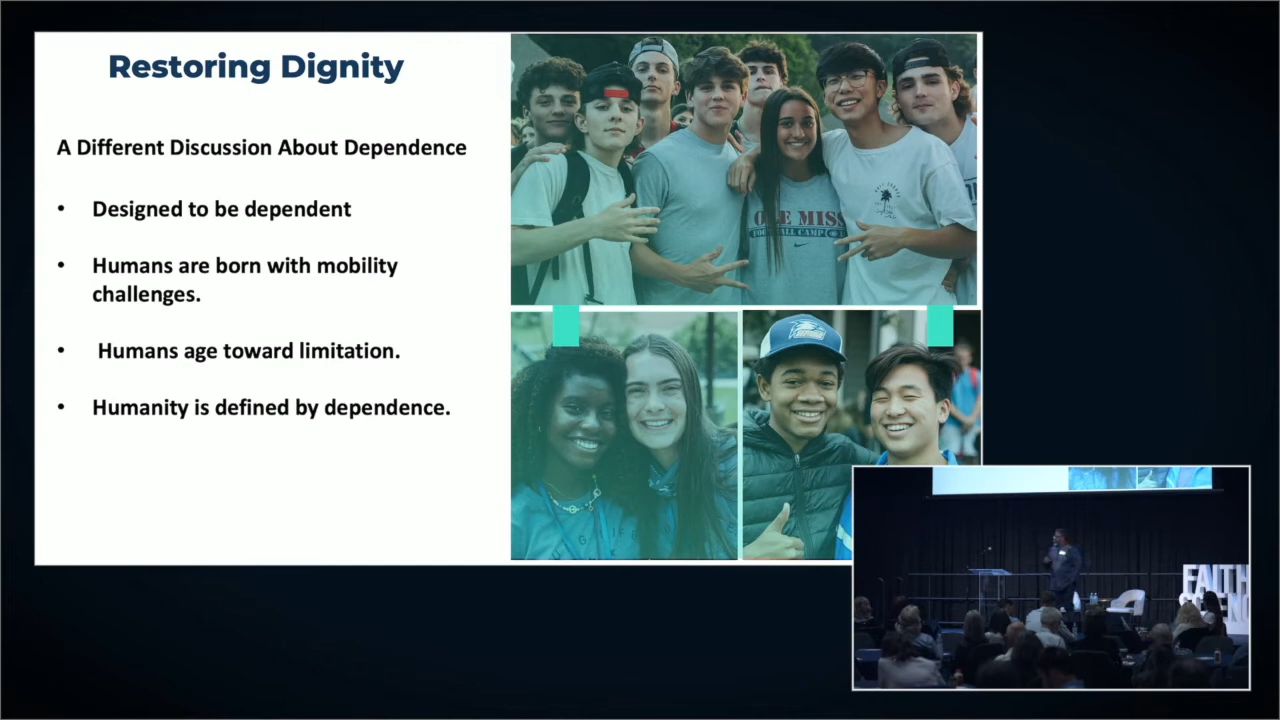 Restoring Dignity
A Different Discussion About Dependence
• Designed to be dependent
• Humans are born with mobility
challenges.
• Humans age toward limitation.
• Humanity is defined by dependence.
OLE MISS
FOOTBALL CAMP
FAITH